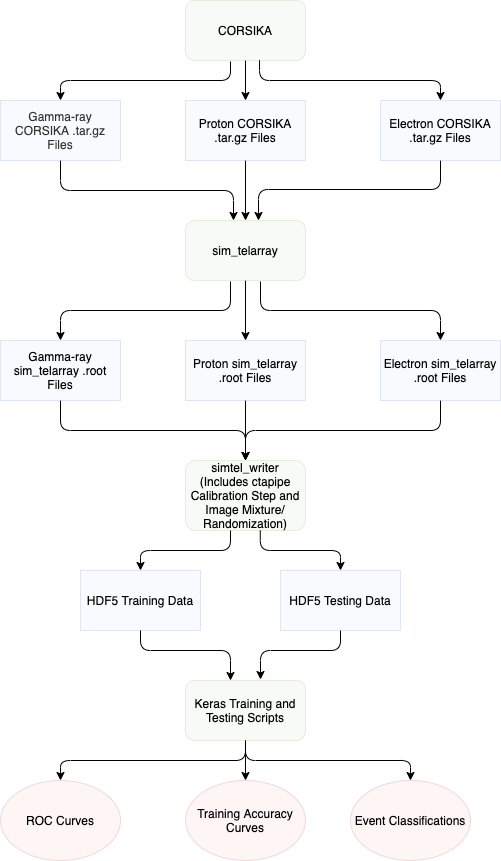 CORSIKA
Gamma-ray
CORSIKA .tar.gz
Files
Proton CORSIKA
.tar.gz Files
Electron CORSIKA
.tar.gz Files
sim_telarray
Gamma-ray
sim_telarray .root
Files
Proton sim_telarray
.root Files
Electron sim_telarray
.root Files
simtel_writer
(Includes ctapipe
Calibration Step and
Image Mixture/
Randomization)
HDF5 Training Data
HDF5 Testing Data
Keras Training and
Testing Scripts
ROC Curves
Training Accuracy
Curves
Event Classifications